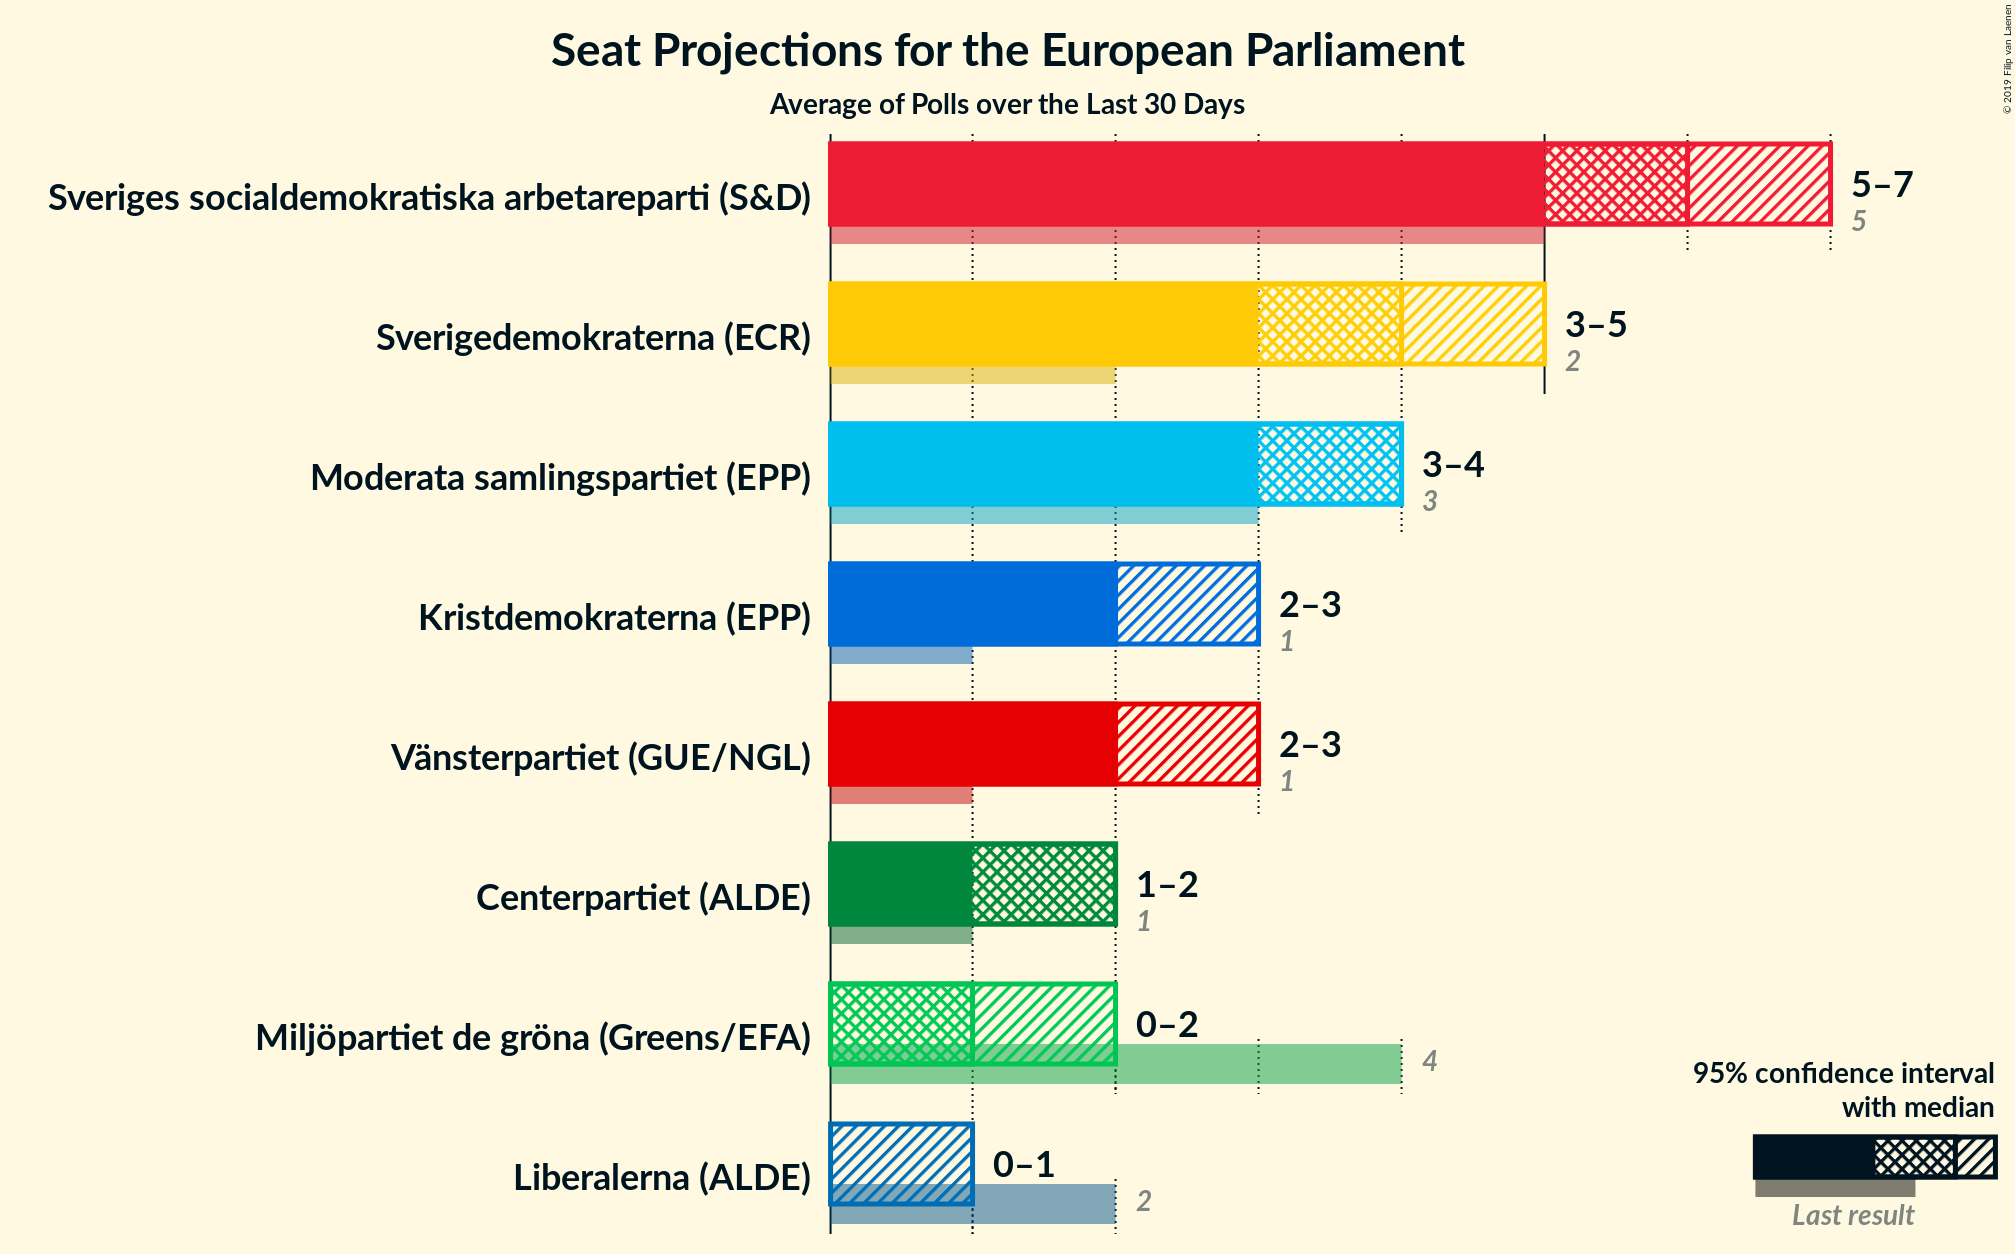 Seat Projections for the European Parliament
Average of Polls over the Last 30 Days
© 2019 Filip van Laenen
Sveriges socialdemokratiska arbetareparti (S&D)
5–7
5
Sverigedemokraterna (ECR)
3–5
2
Moderata samlingspartiet (EPP)
3–4
3
Kristdemokraterna (EPP)
2–3
1
Vänsterpartiet (GUE/NGL)
2–3
1
Centerpartiet (ALDE)
1–2
1
Miljöpartiet de gröna (Greens/EFA)
0–2
4
Liberalerna (ALDE)
0–1
2
95% confidence interval
with median
Last result